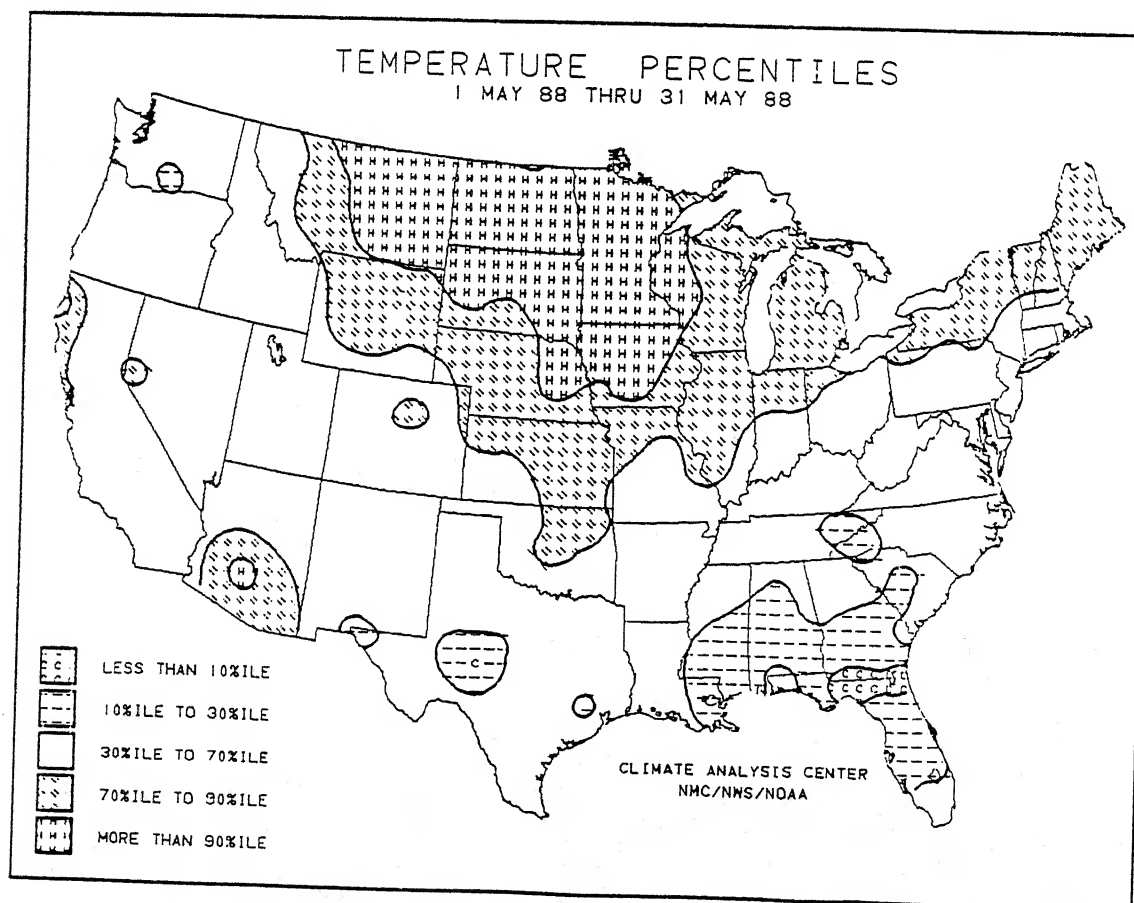 TEMPERATURE PERCENTILES
1 MAY 88 THRU 31 MAY 88
C LESS THAN 10%ILE
10%ILE TO 30%ILE
30%ILE TO 70%ILE
70%ILE TO 90%ILE
H MORE THAN 90%ILE
CLIMATE ANALYSIS CENTER
NMC/NWS/NOAA